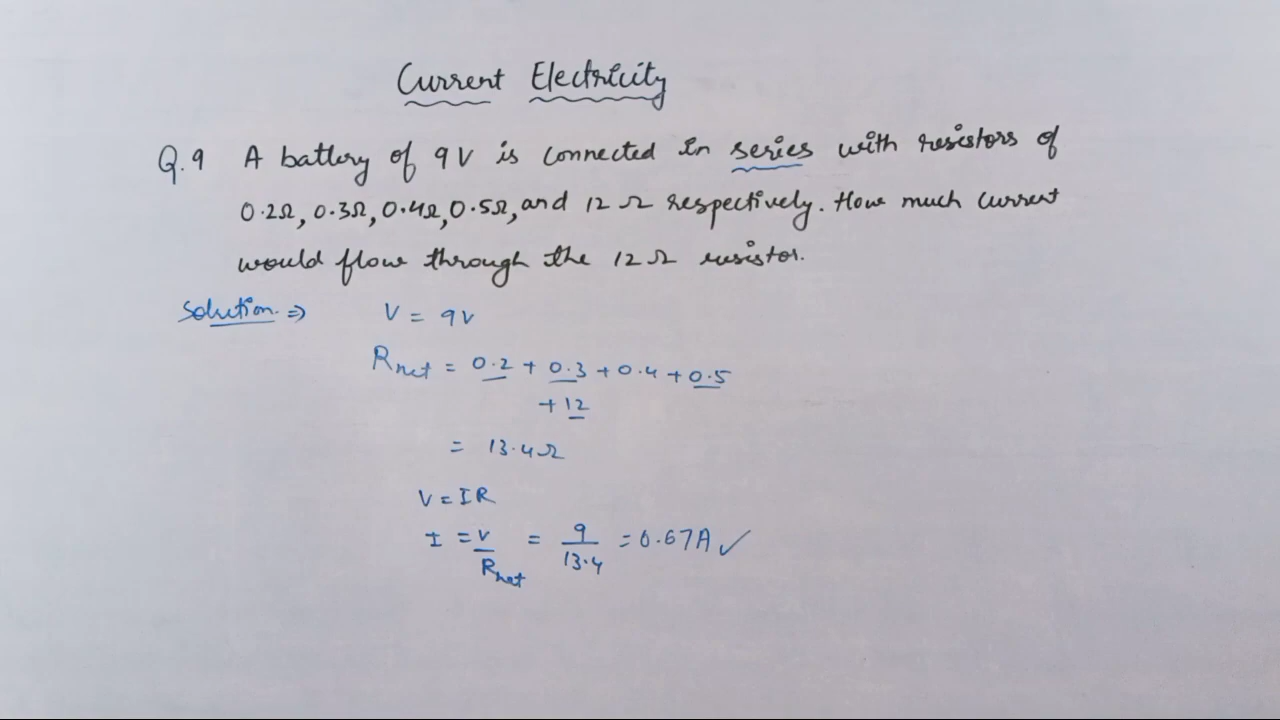 Current Electricity
Q.9 A battery of 9V is connected in series with resistors of
0.2Ω, 0.3Ω, 0.4Ω, 0.5Ω, and 12 Ω respectively. How much current
would flow through the 12 Ω resistor.
Solution. ⇒ V = 9V
Rnet = 0.2 + 0.3 + 0.4 + 0.5
+ 12
= 13.4Ω
V = IR
I = V/Rnet = 9/13.4 = 0.67A ✓